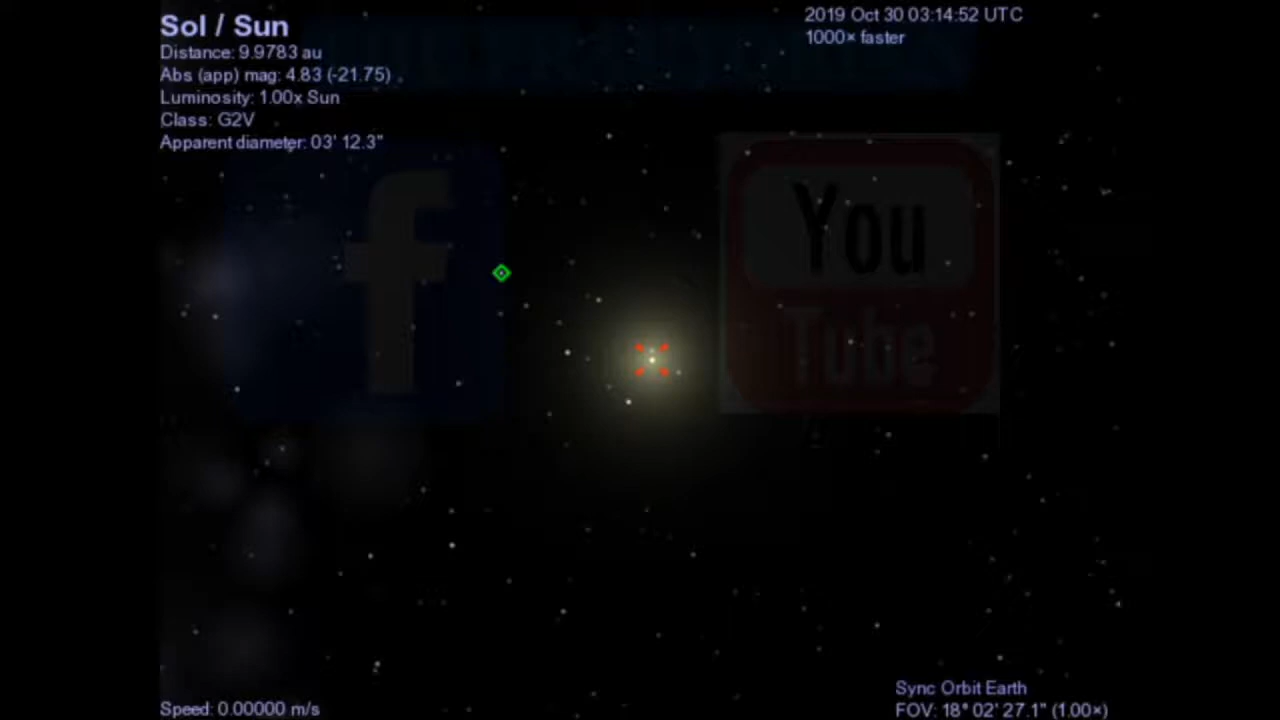 Sol / Sun
Distance: 9.9783 au
Abs (app) mag: 4.83 (-21.75)
Luminosity: 1.00x Sun
Class: G2V
Apparent diameter: 03' 12.3"
2019 Oct 30 03:14:52 UTC
1000× faster
f
You
Tube
Speed: 0.00000 m/s
Sync Orbit Earth
FOV: 18° 02' 27.1" (1.00×)